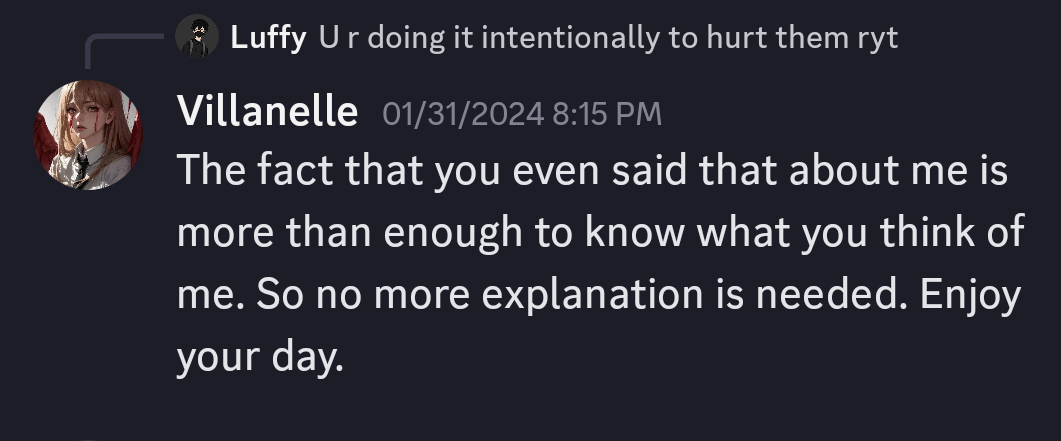 Luffy U r doing it intentionally to hurt them ryt
Villanelle 01/31/2024 8:15 PM
The fact that you even said that about me is
more than enough to know what you think of
me. So no more explanation is needed. Enjoy
your day.